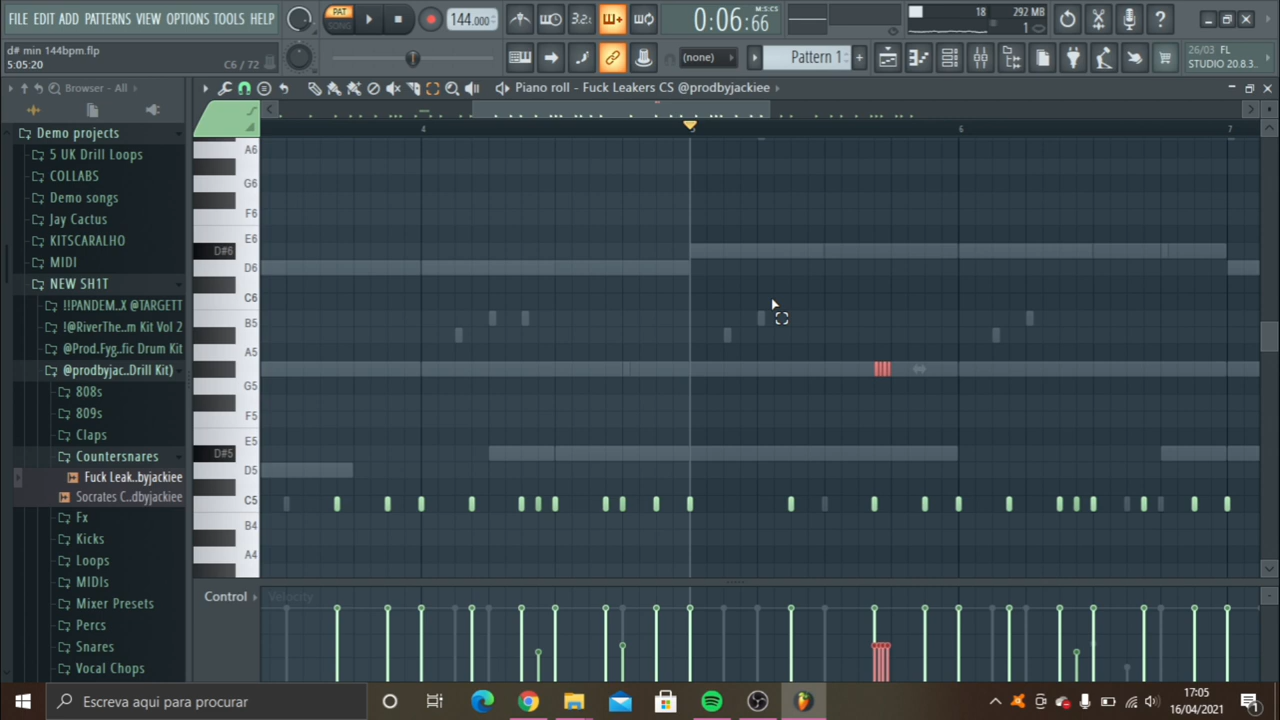 FILE EDIT ADD PATTERNS VIEW OPTIONS TOOLS HELP
PAT
SONG
144.000
3.2:
0:06:66
M:S:CS
18
292 MB
1
d# min 144bpm.flp
5:05:20
C6 / 72
(none)
Pattern 1
26/03 FL
STUDIO 20.8.3...
Browser - All
Piano roll - Fuck Leakers CS @prodbyjackiee
4 5 6 7
Demo projects
5 UK Drill Loops
COLLABS
Demo songs
Jay Cactus
KITSCARALHO
MIDI
NEW SH1T
!!PANDEM..X @TARGETT
!@RiverThe..m Kit Vol 2
@Prod.Fyg..fic Drum Kit
@prodbyjac..Drill Kit)
808s
809s
Claps
Countersnares
Fuck Leak..byjackiee
Socrates C..dbyjackiee
Fx
Kicks
Loops
MIDIs
Mixer Presets
Percs
Snares
Vocal Chops
A6
G6
F6
E6
D#6
D6
C6
B5
A5
G5
F5
E5
D#5
D5
C5
B4
A4
Control
Velocity
Escreva aqui para procurar
17:05
16/04/2021
1